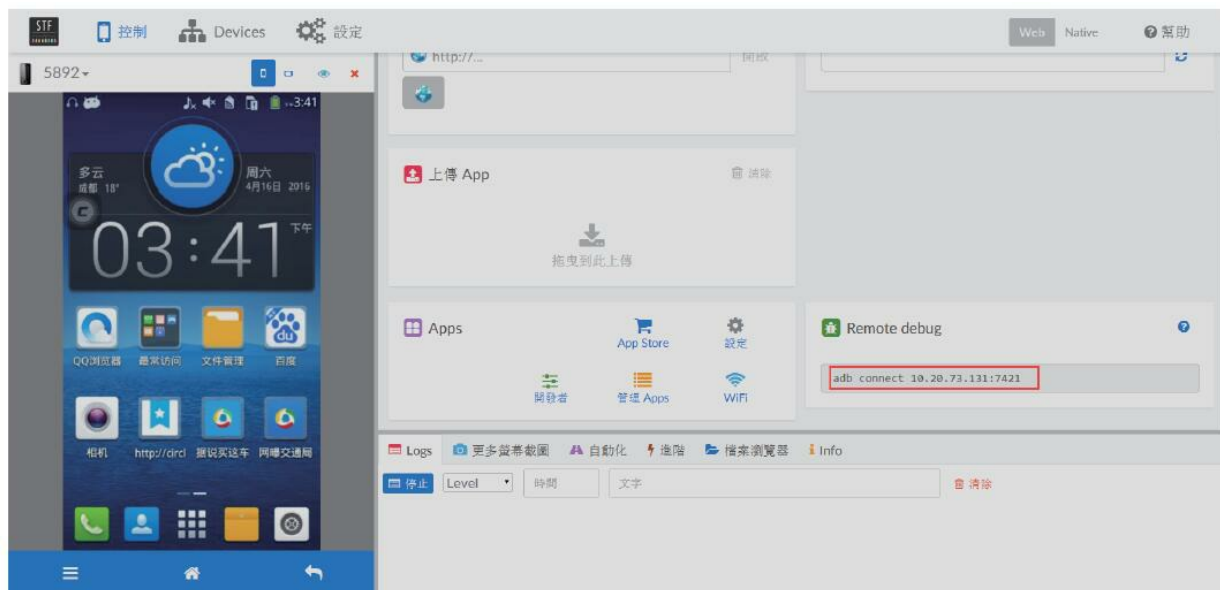 STF
控制
Devices
設定
Web
Native
幫助
5892
3:41
多云
成都 18°
周六
4月16日 2016
03:41
下午
QQ浏览器
最常访问
文件管理
百度
du
相机
http://circl
据说买这车
网曝交通局
http://...
開啟
上傳 App
清除
拖曳到此上傳
Apps
App Store
設定
開發者
管理 Apps
WiFi
Remote debug
adb connect 10.20.73.131:7421
Logs
更多螢幕截圖
自動化
進階
檔案瀏覽器
Info
停止
Level
時間
文字
清除